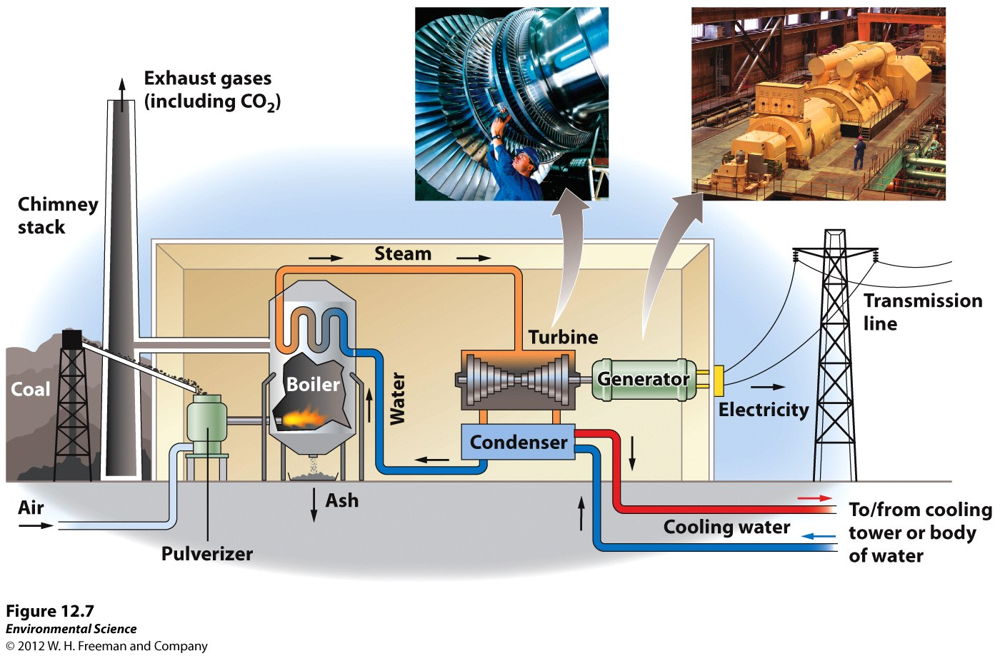 Exhaust gases
(including CO₂)
Chimney
stack
Steam
Transmission
line
Turbine
Coal
Boiler
Water
Generator
Electricity
Condenser
Air
Ash
To/from cooling
tower or body
of water
Cooling water
Pulverizer
Figure 12.7
Environmental Science
© 2012 W. H. Freeman and Company